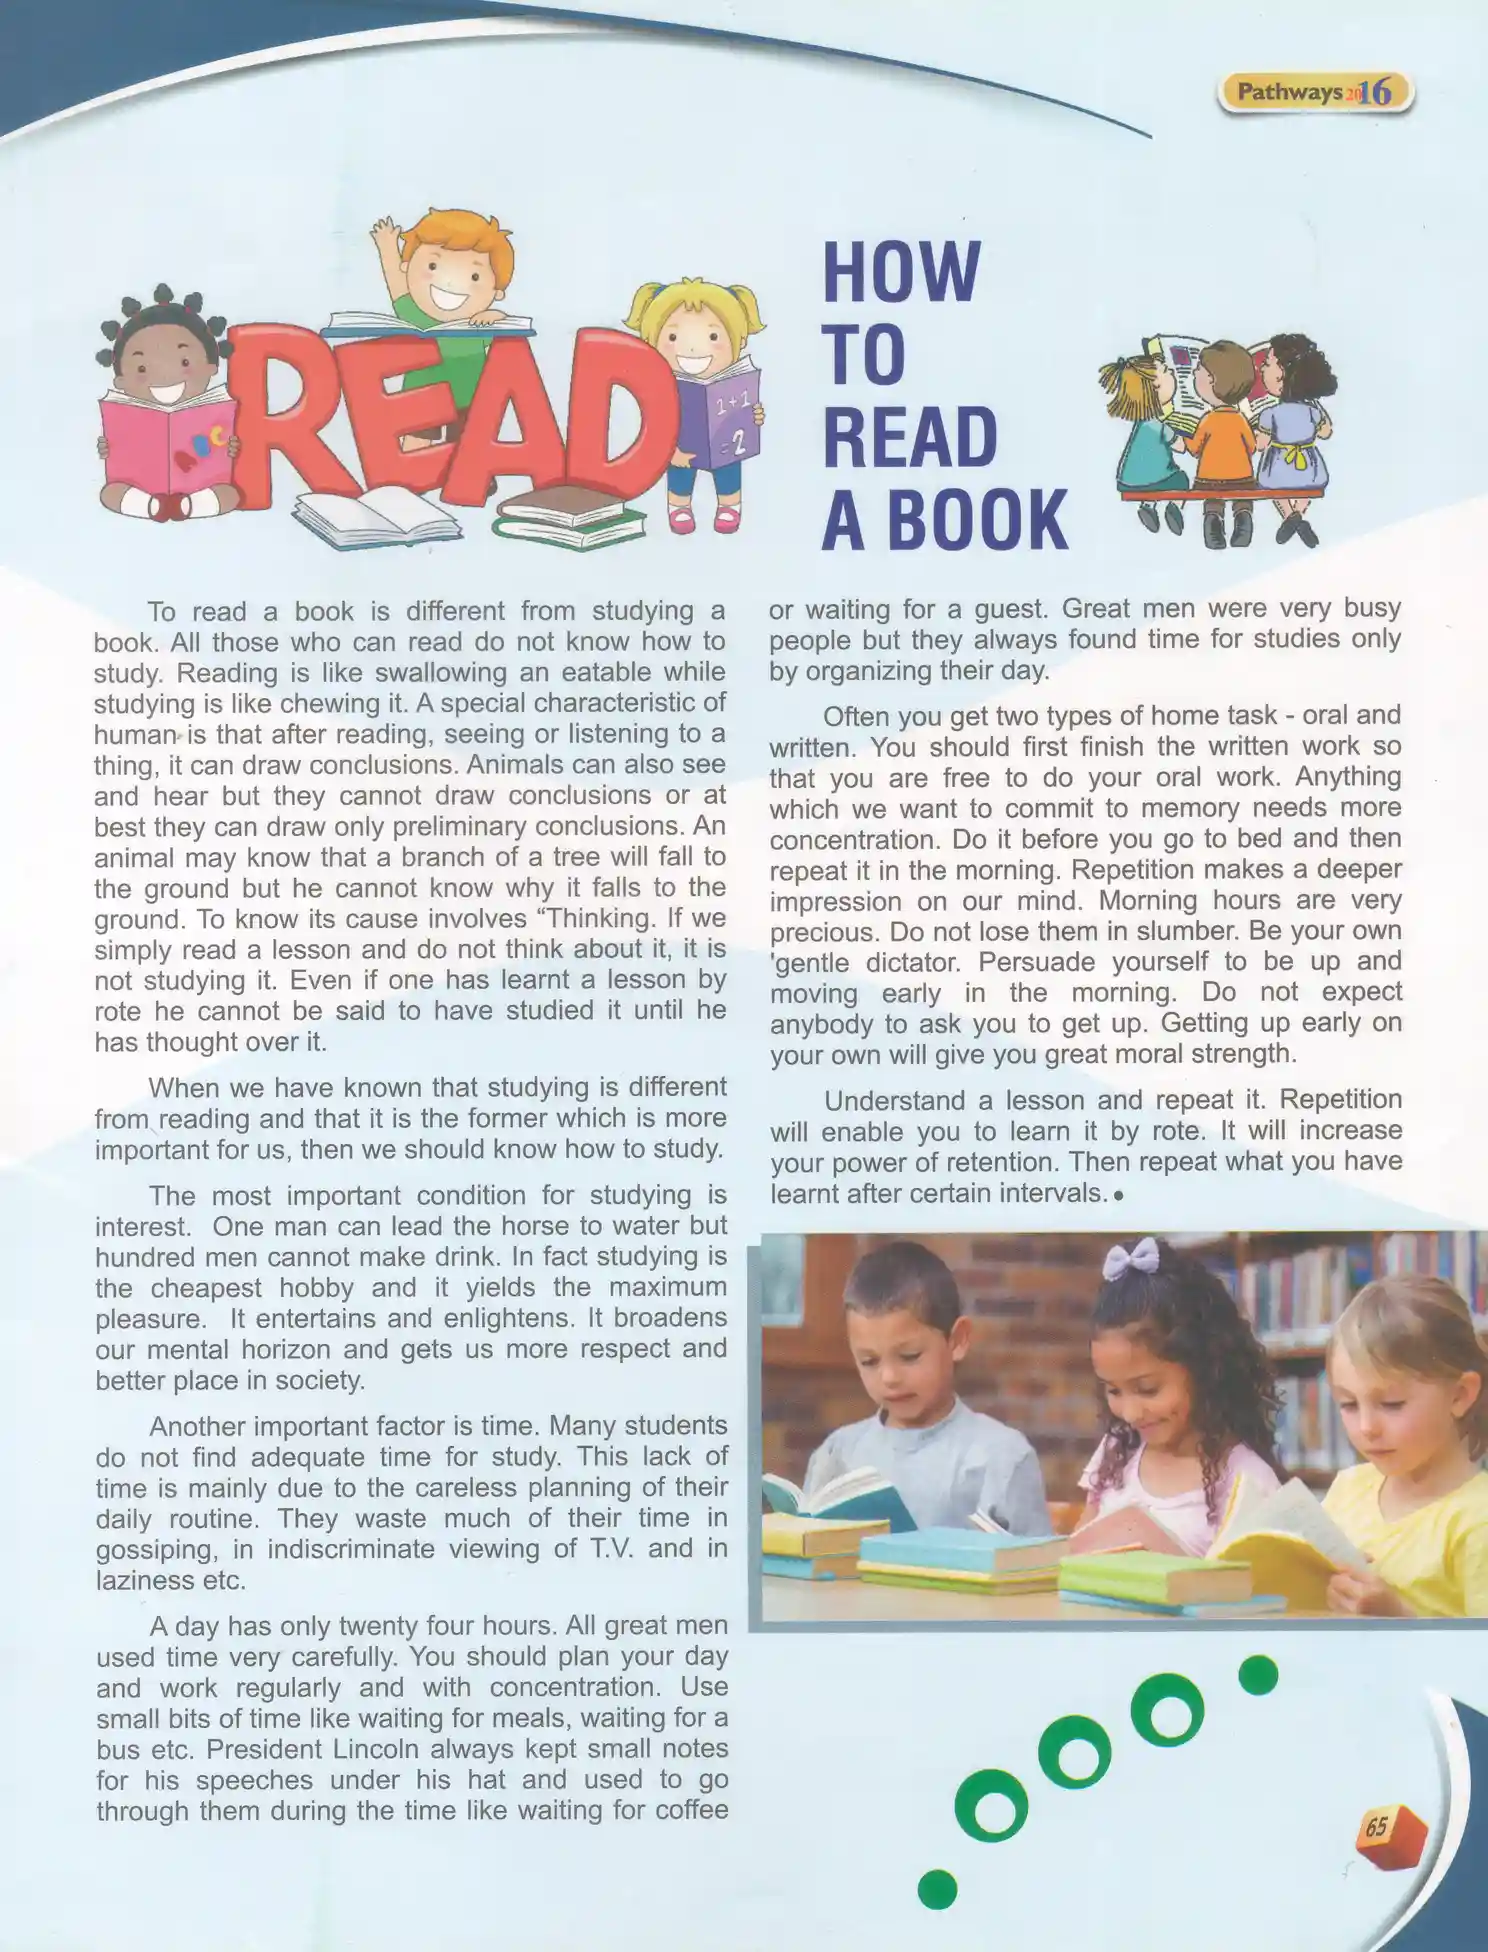 Pathways 2016
READ
ABC
1+1
=2
HOW
TO
READ
A BOOK
To read a book is different from studying a
book. All those who can read do not know how to
study. Reading is like swallowing an eatable while
studying is like chewing it. A special characteristic of
human is that after reading, seeing or listening to a
thing, it can draw conclusions. Animals can also see
and hear but they cannot draw conclusions or at
best they can draw only preliminary conclusions. An
animal may know that a branch of a tree will fall to
the ground but he cannot know why it falls to the
ground. To know its cause involves “Thinking. If we
simply read a lesson and do not think about it, it is
not studying it. Even if one has learnt a lesson by
rote he cannot be said to have studied it until he
has thought over it.
When we have known that studying is different
from reading and that it is the former which is more
important for us, then we should know how to study.
The most important condition for studying is
interest. One man can lead the horse to water but
hundred men cannot make drink. In fact studying is
the cheapest hobby and it yields the maximum
pleasure. It entertains and enlightens. It broadens
our mental horizon and gets us more respect and
better place in society.
Another important factor is time. Many students
do not find adequate time for study. This lack of
time is mainly due to the careless planning of their
daily routine. They waste much of their time in
gossiping, in indiscriminate viewing of T.V. and in
laziness etc.
A day has only twenty four hours. All great men
used time very carefully. You should plan your day
and work regularly and with concentration. Use
small bits of time like waiting for meals, waiting for a
bus etc. President Lincoln always kept small notes
for his speeches under his hat and used to go
through them during the time like waiting for coffee
or waiting for a guest. Great men were very busy
people but they always found time for studies only
by organizing their day.
Often you get two types of home task - oral and
written. You should first finish the written work so
that you are free to do your oral work. Anything
which we want to commit to memory needs more
concentration. Do it before you go to bed and then
repeat it in the morning. Repetition makes a deeper
impression on our mind. Morning hours are very
precious. Do not lose them in slumber. Be your own
'gentle dictator. Persuade yourself to be up and
moving early in the morning. Do not expect
anybody to ask you to get up. Getting up early on
your own will give you great moral strength.
Understand a lesson and repeat it. Repetition
will enable you to learn it by rote. It will increase
your power of retention. Then repeat what you have
learnt after certain intervals. •
65